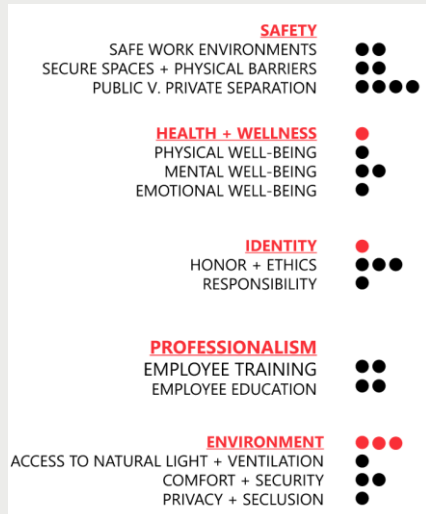 SAFETY
SAFE WORK ENVIRONMENTS
SECURE SPACES + PHYSICAL BARRIERS
PUBLIC V. PRIVATE SEPARATION
HEALTH + WELLNESS
PHYSICAL WELL-BEING
MENTAL WELL-BEING
EMOTIONAL WELL-BEING
IDENTITY
HONOR + ETHICS
RESPONSIBILITY
PROFESSIONALISM
EMPLOYEE TRAINING
EMPLOYEE EDUCATION
ENVIRONMENT
ACCESS TO NATURAL LIGHT + VENTILATION
COMFORT + SECURITY
PRIVACY + SECLUSION